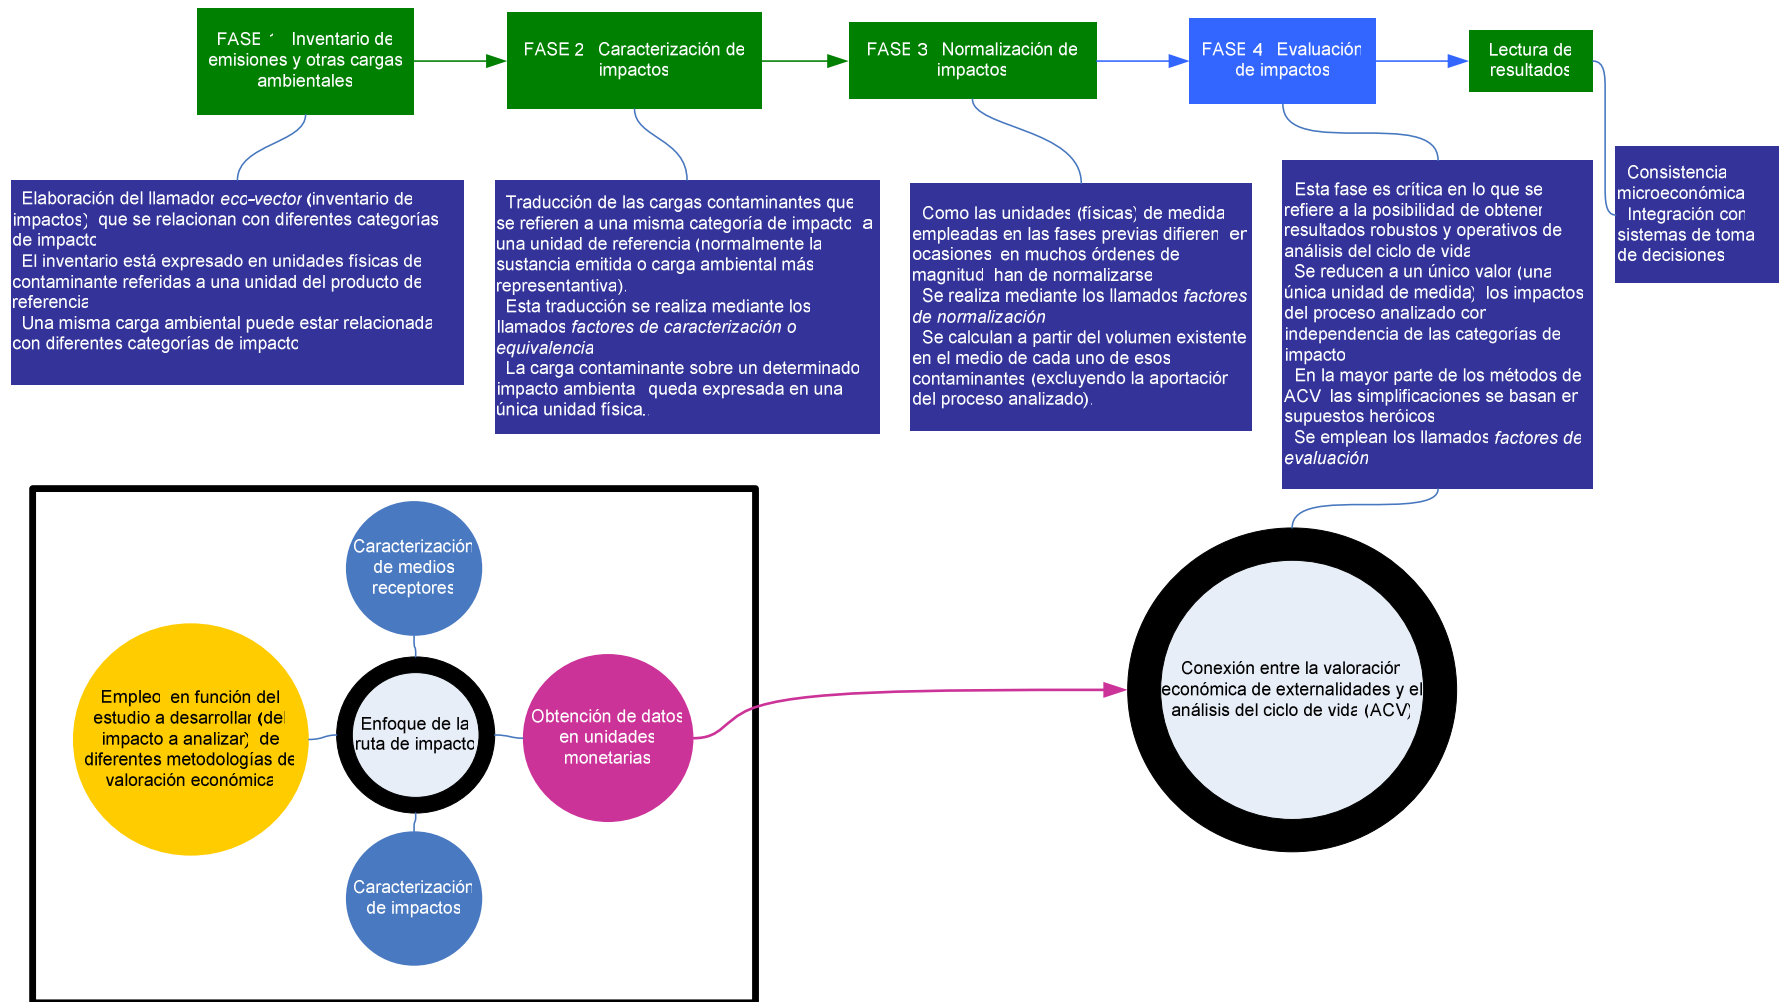 FASE 1 Inventario de
emisiones y otras cargas
ambientales
FASE 2 Caracterización de
impactos
FASE 3 Normalización de
impactos
FASE 4 Evaluación
de impactos
Lectura de
resultados
Elaboración del llamador eco-vector (inventario de
impactos) que se relacionan con diferentes categorías
de impacto
El inventario está expresado en unidades físicas de
contaminante referidas a una unidad del producto de
referencia
Una misma carga ambiental puede estar relacionada
con diferentes categorías de impacto
Traducción de las cargas contaminantes que
se refieren a una misma categoría de impacto a
una unidad de referencia (normalmente la
sustancia emitida o carga ambiental más
representantiva).
Esta traducción se realiza mediante los
llamados factores de caracterización o
equivalencia
La carga contaminante sobre un determinado
impacto ambiental queda expresada en una
única unidad física..
Como las unidades (físicas) de medida
empleadas en las fases previas difieren en
ocasiones en muchos órdenes de
magnitud han de normalizarse
Se realiza mediante los llamados factores
de normalización
Se calculan a partir del volumen existente
en el medio de cada uno de esos
contaminantes (excluyendo la aportación
del proceso analizado).
Esta fase es crítica en lo que se
refiere a la posibilidad de obtener
resultados robustos y operativos de
análisis del ciclo de vida
Se reducen a un único valor (una
única unidad de medida) los impactos
del proceso analizado con
independencia de las categorías de
impacto
En la mayor parte de los métodos de
ACV las simplificaciones se basan en
supuestos heróicos
Se emplean los llamados factores de
evaluación
Consistencia
microeconómica
Integración con
sistemas de toma
de decisiones
Caracterización
de medios
receptores
Empleo en función del
estudio a desarrollar (del
impacto a analizar) de
diferentes metodologías de
valoración económica
Enfoque de la
ruta de impacto
Obtención de datos
en unidades
monetarias
Caracterización
de impactos
Conexión entre la valoración
económica de externalidades y el
análisis del ciclo de vida (ACV)